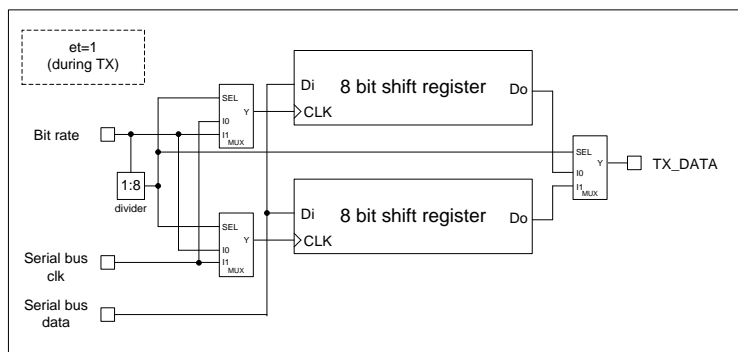 et=1
(during TX)
8 bit shift register
Di
Do
CLK
SEL
I0
I1
Y
MUX
Bit rate
1:8
divider
SEL
I0
I1
Y
MUX
TX_DATA
8 bit shift register
Di
Do
CLK
SEL
I0
I1
Y
MUX
Serial bus
clk
Serial bus
data